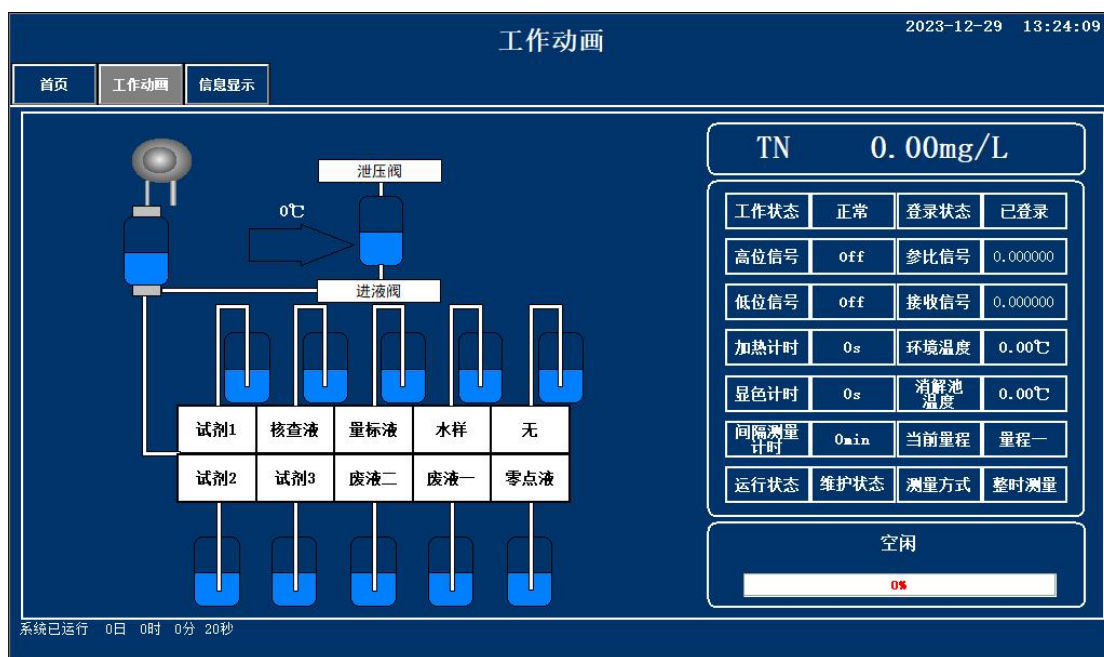 工作动画
2023-12-29 13:24:09
首页 工作动画 信息显示
泄压阀
0℃
进液阀
试剂1 核查液 量标液 水样 无
试剂2 试剂3 废液二 废液一 零点液
TN 0.00mg/L
工作状态 正常 登录状态 已登录
高位信号 off 参比信号 0.000000
低位信号 off 接收信号 0.000000
加热计时 0s 环境温度 0.00℃
显色计时 0s 消解池温度 0.00℃
间隔测量计时 0min 当前量程 量程一
运行状态 维护状态 测量方式 整时测量
空闲
0%
系统已运行 0日 0时 0分 20秒